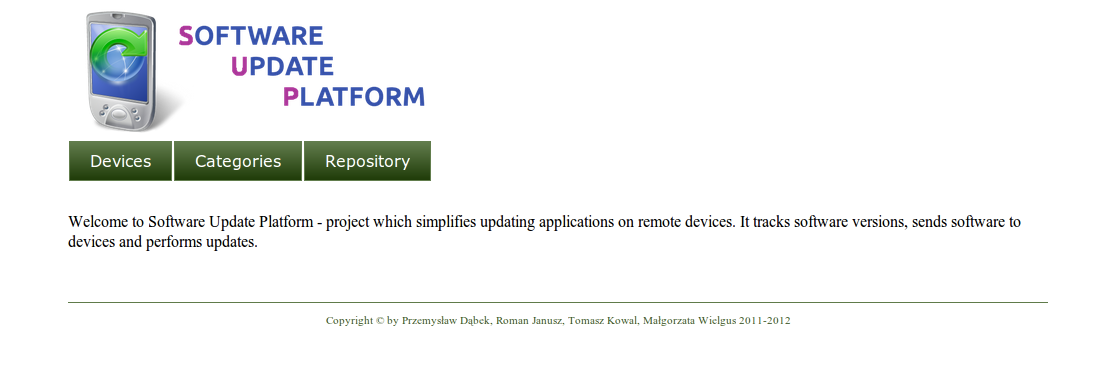 SOFTWARE
UPDATE
PLATFORM
Devices Categories Repository
Welcome to Software Update Platform - project which simplifies updating applications on remote devices. It tracks software versions, sends software to
devices and performs updates.
Copyright © by Przemysław Dąbek, Roman Janusz, Tomasz Kowal, Małgorzata Wielgus 2011-2012